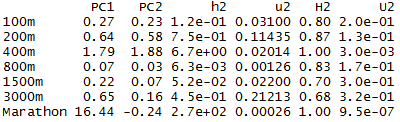 PC1 PC2 h2 u2 H2 U2
100m 0.27 0.23 1.2e-01 0.03100 0.80 2.0e-01
200m 0.64 0.58 7.5e-01 0.11435 0.87 1.3e-01
400m 1.79 1.88 6.7e+00 0.02014 1.00 3.0e-03
800m 0.07 0.03 6.3e-03 0.00126 0.83 1.7e-01
1500m 0.22 0.07 5.2e-02 0.02200 0.70 3.0e-01
3000m 0.65 0.16 4.5e-01 0.21213 0.68 3.2e-01
Marathon 16.44 -0.24 2.7e+02 0.00026 1.00 9.5e-07